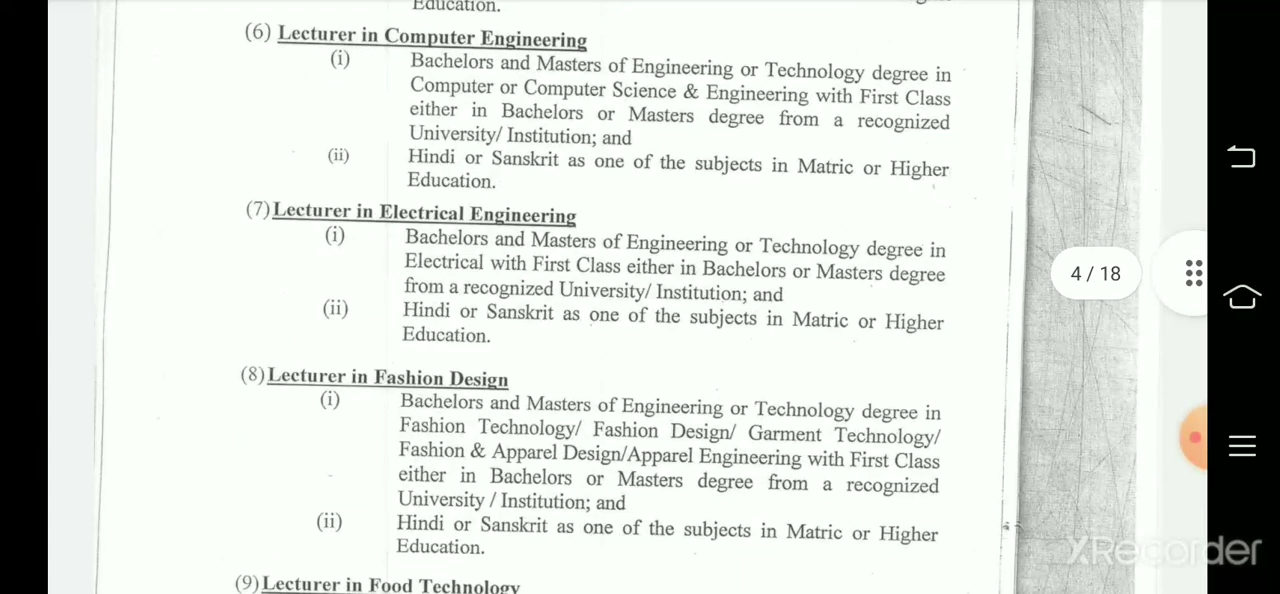 Education.
(6) Lecturer in Computer Engineering
(i) Bachelors and Masters of Engineering or Technology degree in
Computer or Computer Science & Engineering with First Class
either in Bachelors or Masters degree from a recognized
University/ Institution; and
(ii) Hindi or Sanskrit as one of the subjects in Matric or Higher
Education.
(7) Lecturer in Electrical Engineering
(i) Bachelors and Masters of Engineering or Technology degree in
Electrical with First Class either in Bachelors or Masters degree
from a recognized University/ Institution; and
(ii) Hindi or Sanskrit as one of the subjects in Matric or Higher
Education.
(8) Lecturer in Fashion Design
(i) Bachelors and Masters of Engineering or Technology degree in
Fashion Technology/ Fashion Design/ Garment Technology/
Fashion & Apparel Design/Apparel Engineering with First Class
either in Bachelors or Masters degree from a recognized
University / Institution; and
(ii) Hindi or Sanskrit as one of the subjects in Matric or Higher
Education.
(9) Lecturer in Food Technology
4 / 18
XRecorder